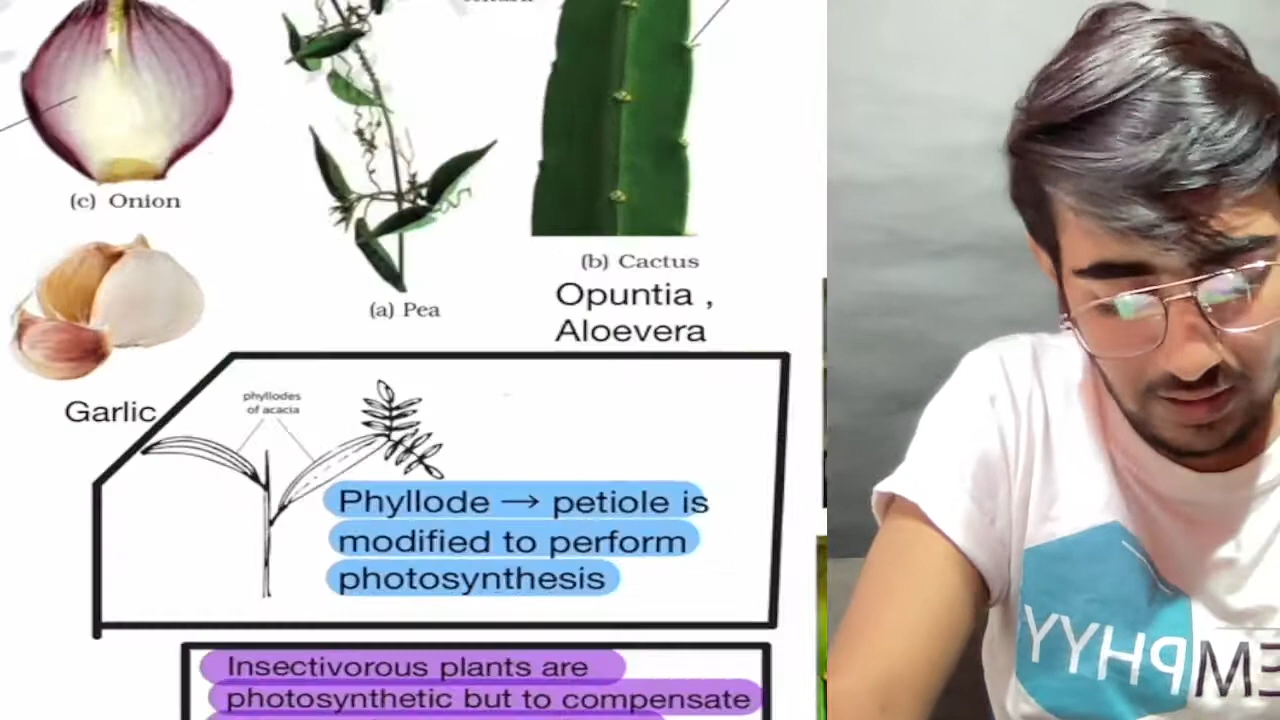 (c) Onion
(a) Pea
(b) Cactus
Opuntia ,
Aloevera
Garlic
phyllodes
of acacia
Phyllode → petiole is
modified to perform
photosynthesis
Insectivorous plants are
photosynthetic but to compensate